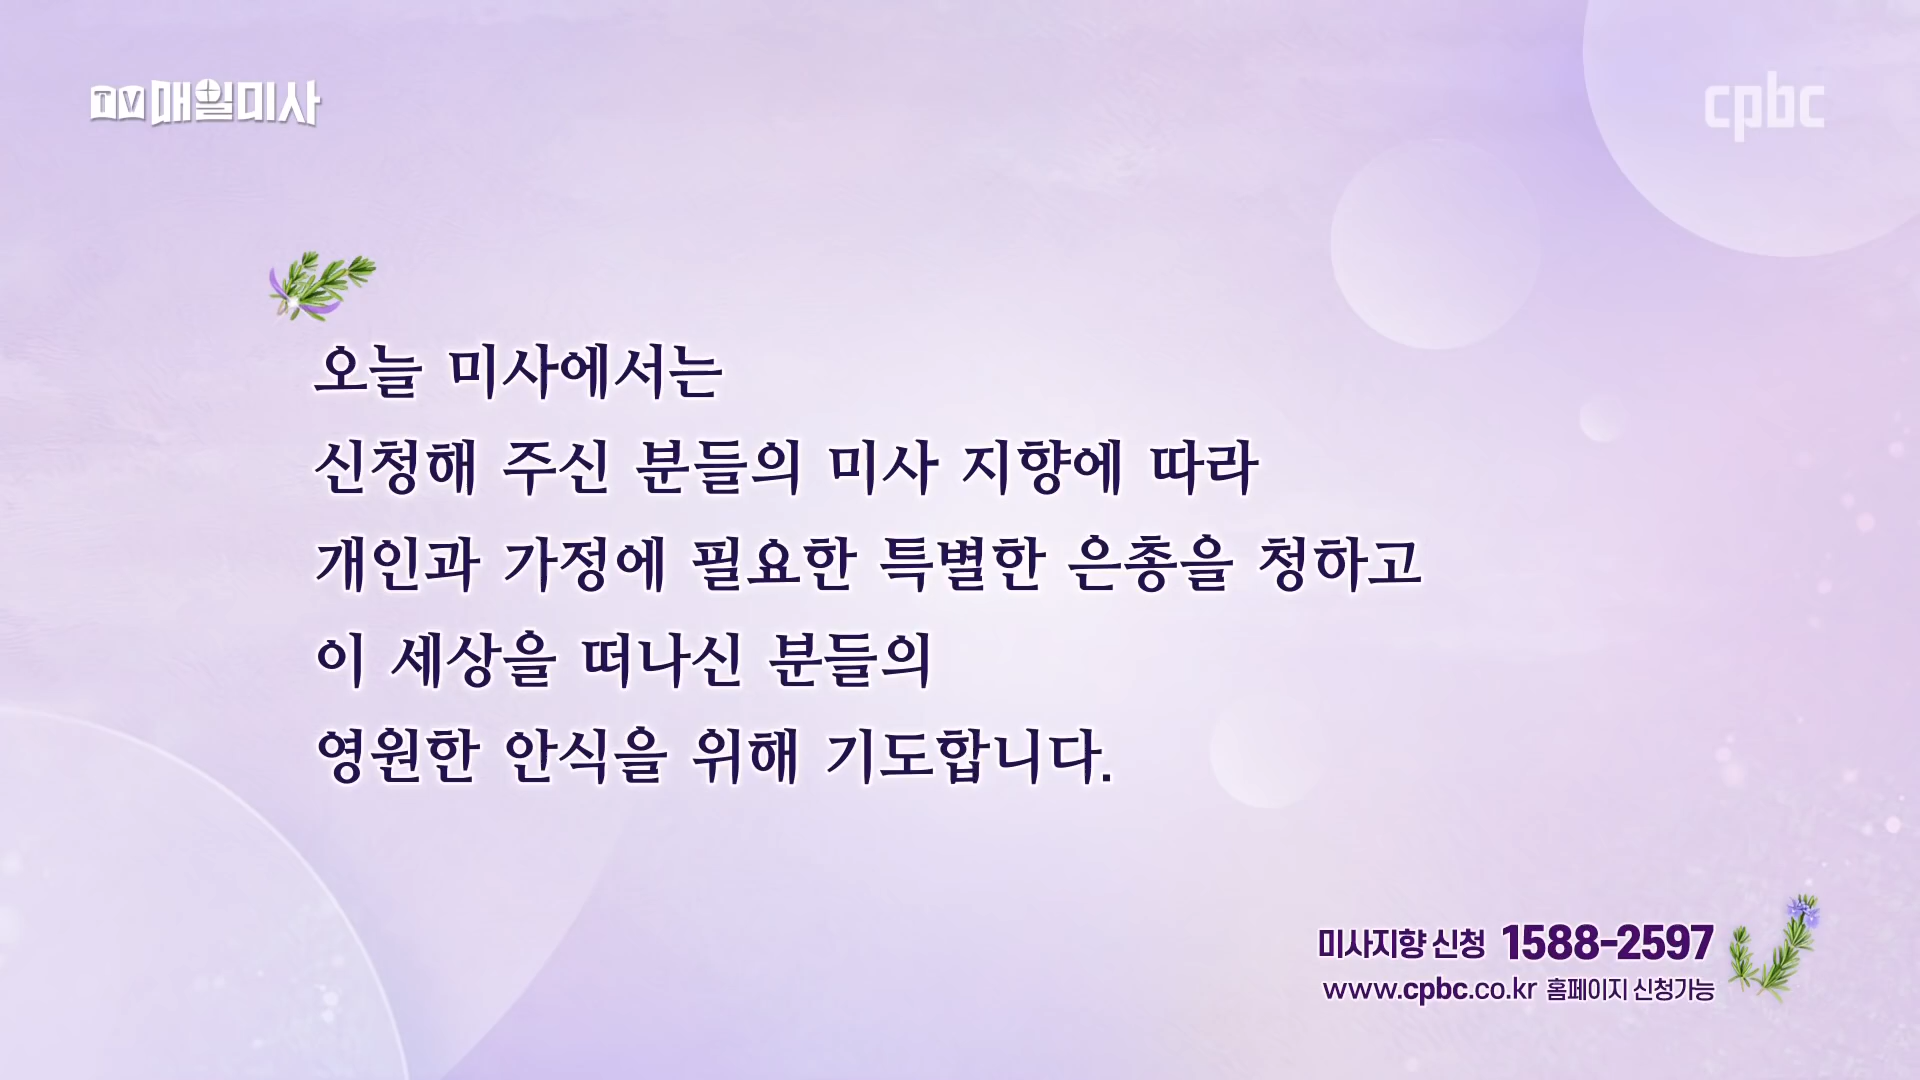 TV매일미사
cpbc
오늘 미사에서는
신청해 주신 분들의 미사 지향에 따라
개인과 가정에 필요한 특별한 은총을 청하고
이 세상을 떠나신 분들의
영원한 안식을 위해 기도합니다.
미사지향 신청 1588-2597
www.cpbc.co.kr 홈페이지 신청가능